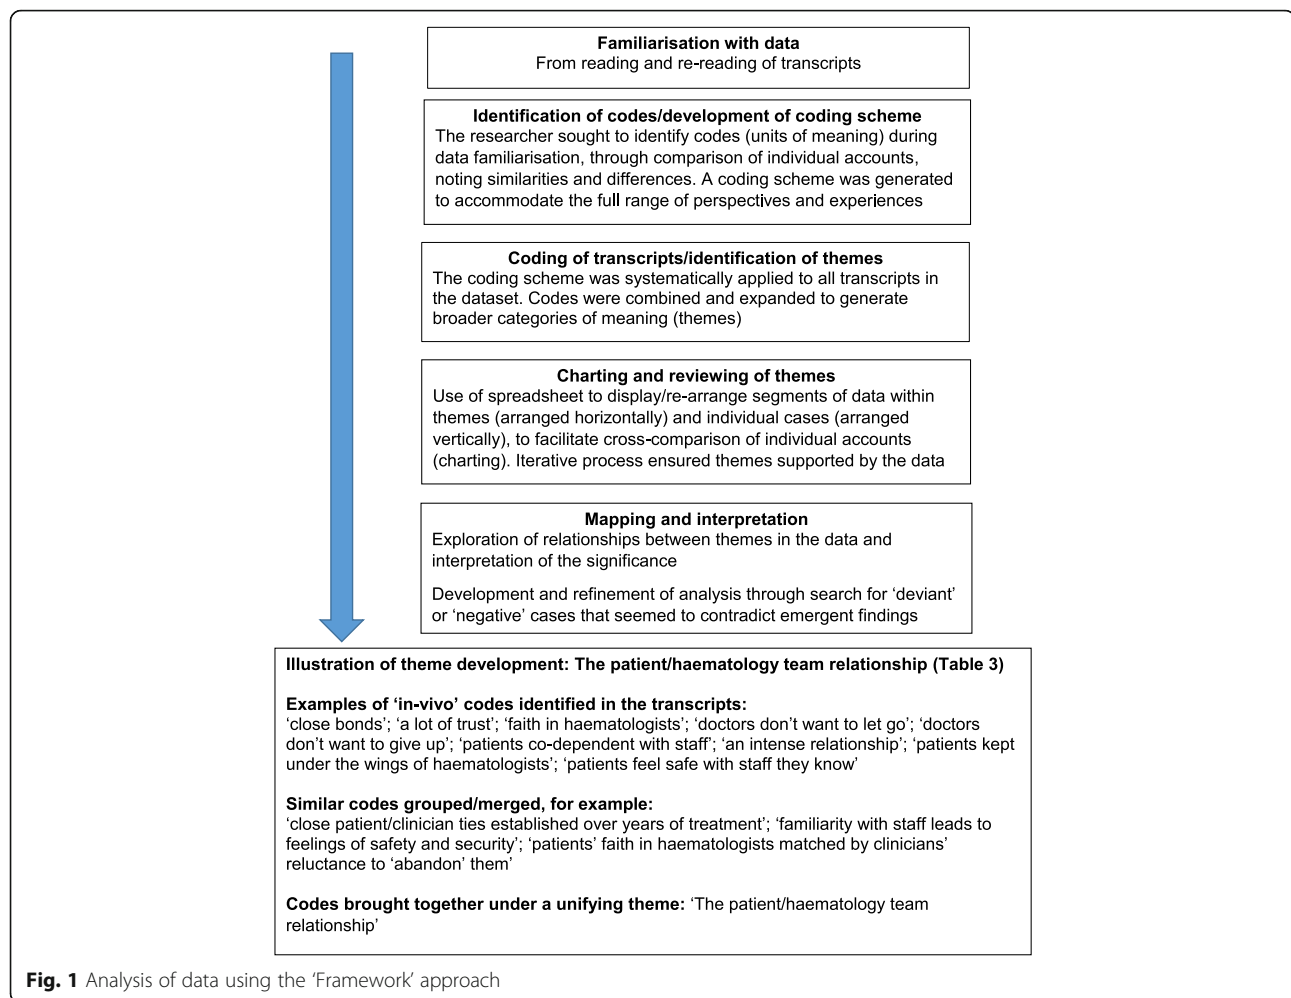 Familiarisation with data
From reading and re-reading of transcripts
Identification of codes/development of coding scheme
The researcher sought to identify codes (units of meaning) during
data familiarisation, through comparison of individual accounts,
noting similarities and differences. A coding scheme was generated
to accommodate the full range of perspectives and experiences
Coding of transcripts/identification of themes
The coding scheme was systematically applied to all transcripts in
the dataset. Codes were combined and expanded to generate
broader categories of meaning (themes)
Charting and reviewing of themes
Use of spreadsheet to display/re-arrange segments of data within
themes (arranged horizontally) and individual cases (arranged
vertically), to facilitate cross-comparison of individual accounts
(charting). Iterative process ensured themes supported by the data
Mapping and interpretation
Exploration of relationships between themes in the data and
interpretation of the significance
Development and refinement of analysis through search for ‘deviant’
or ‘negative’ cases that seemed to contradict emergent findings
Illustration of theme development: The patient/haematology team relationship (Table 3)
Examples of ‘in-vivo’ codes identified in the transcripts:
‘close bonds’; ‘a lot of trust’; ‘faith in haematologists’; ‘doctors don’t want to let go’; ‘doctors
don’t want to give up’; ‘patients co-dependent with staff’; ‘an intense relationship’; ‘patients kept
under the wings of haematologists’; ‘patients feel safe with staff they know’
Similar codes grouped/merged, for example:
‘close patient/clinician ties established over years of treatment’; ‘familiarity with staff leads to
feelings of safety and security’; ‘patients’ faith in haematologists matched by clinicians’
reluctance to ‘abandon’ them’
Codes brought together under a unifying theme: ‘The patient/haematology team
relationship’
Fig. 1 Analysis of data using the ‘Framework’ approach